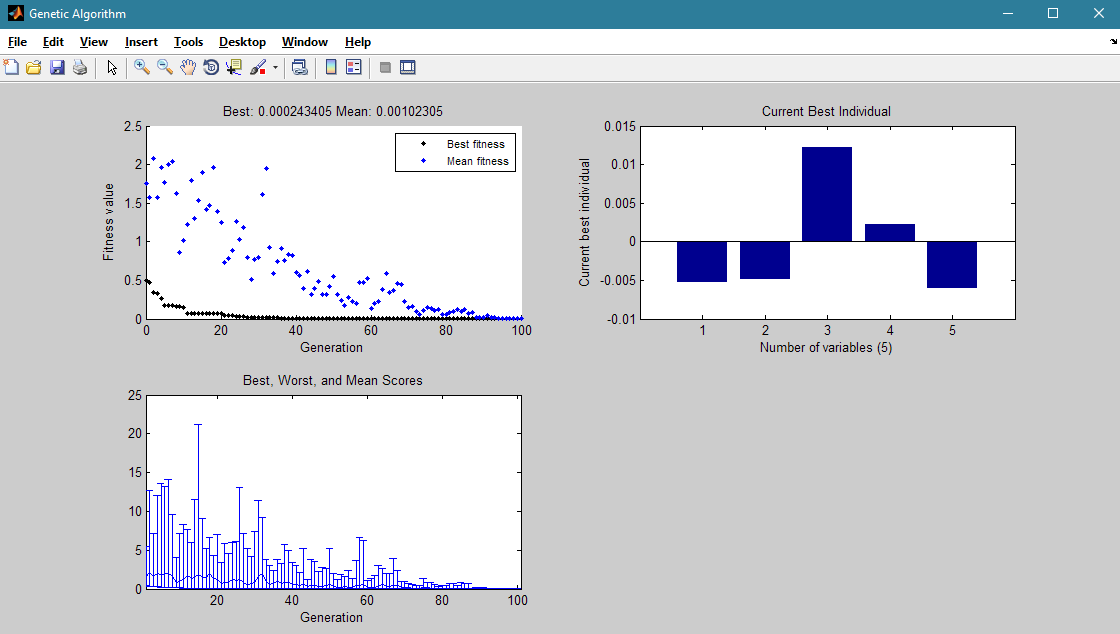 Genetic Algorithm
File Edit View Insert Tools Desktop Window Help
Best: 0.000243405 Mean: 0.00102305
2.5
2
1.5
1
0.5
0
Fitness value
Best fitness
Mean fitness
0 20 40 60 80 100
Generation
Current Best Individual
0.015
0.01
0.005
0
-0.005
-0.01
Current best individual
1 2 3 4 5
Number of variables (5)
Best, Worst, and Mean Scores
25
20
15
10
5
0
20 40 60 80 100
Generation